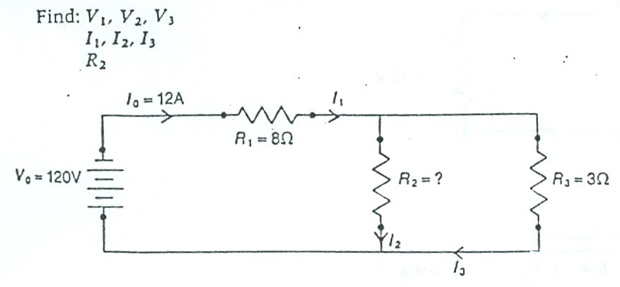 Find: V₁, V₂, V₃
I₁, I₂, I₃
R₂
I₀ = 12A
I₁
R₁ = 8Ω
V₀ = 120V
R₂ = ?
R₃ = 3Ω
I₂
I₃